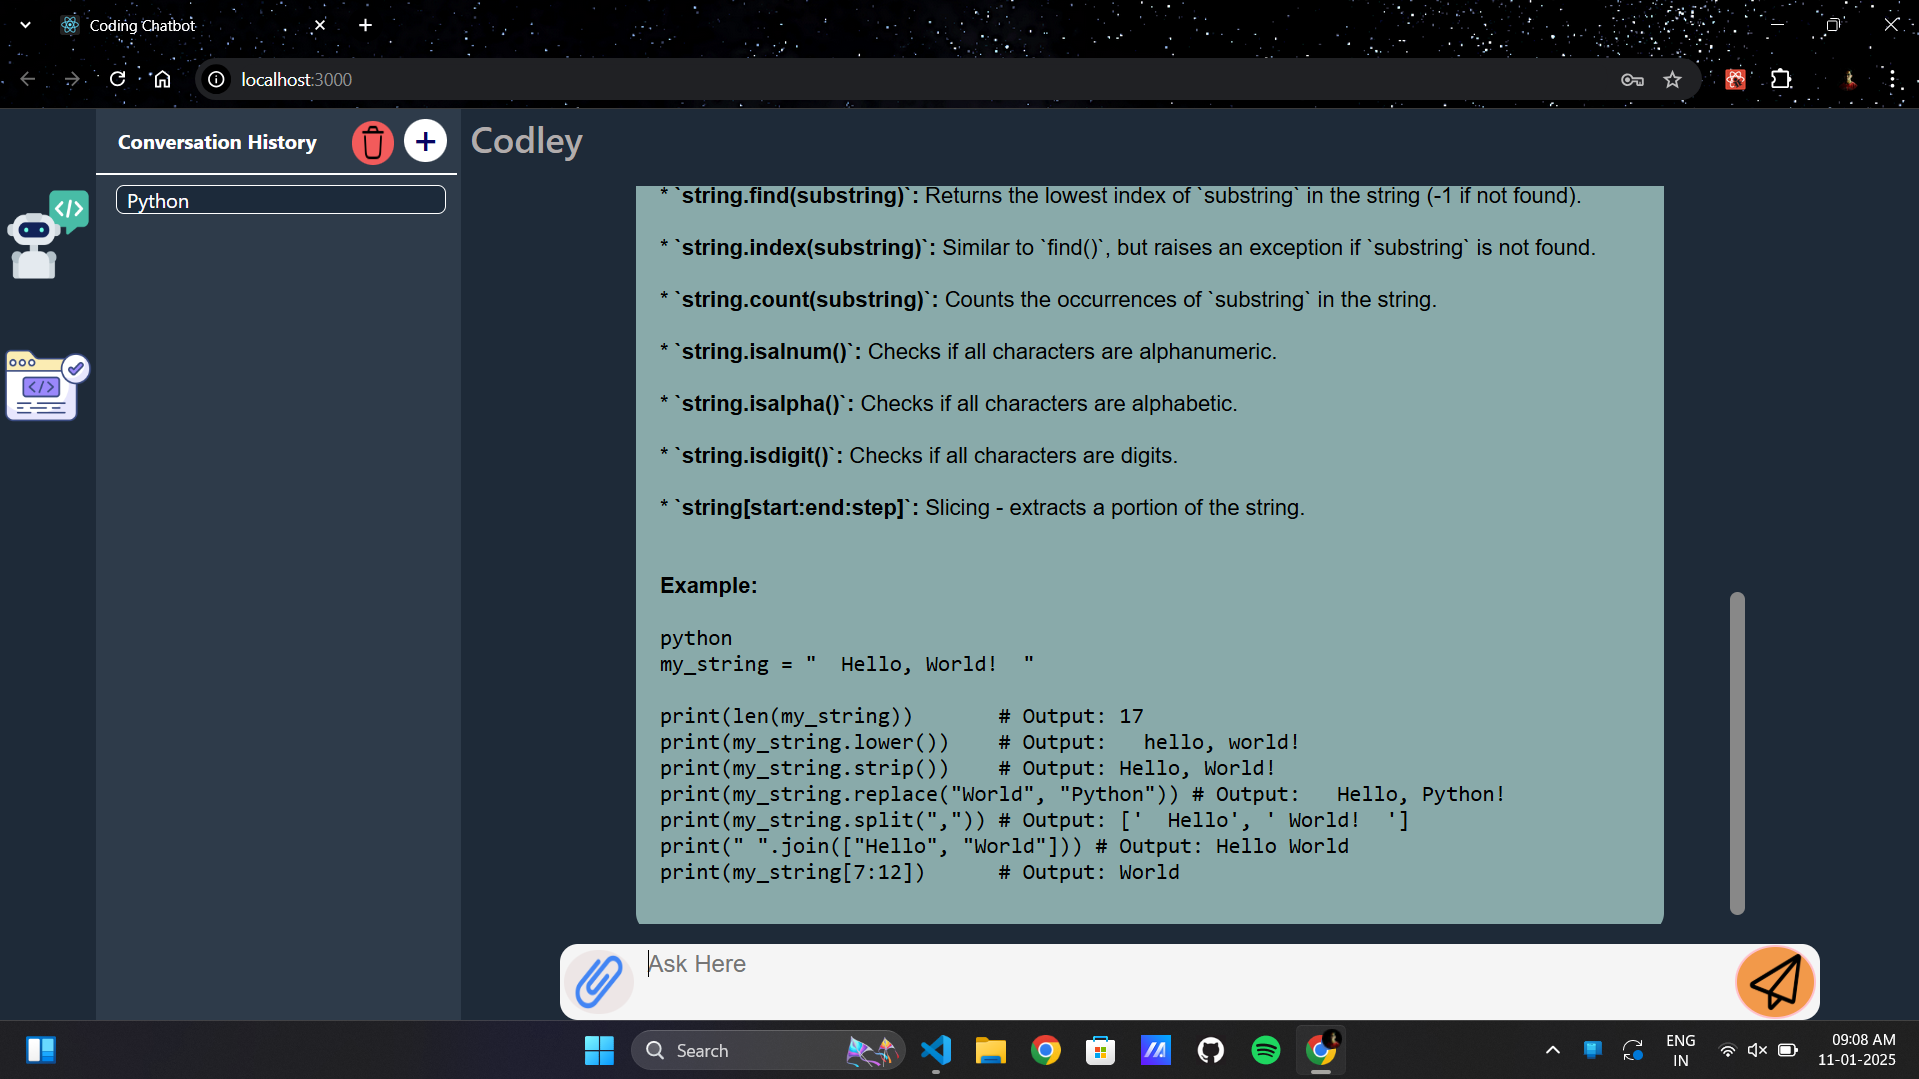 Coding Chatbot
localhost:3000
Conversation History
+
Codley
Python
</>
</>
* `string.find(substring)`: Returns the lowest index of `substring` in the string (-1 if not found).
* `string.index(substring)`: Similar to `find()`, but raises an exception if `substring` is not found.
* `string.count(substring)`: Counts the occurrences of `substring` in the string.
* `string.isalnum()`: Checks if all characters are alphanumeric.
* `string.isalpha()`: Checks if all characters are alphabetic.
* `string.isdigit()`: Checks if all characters are digits.
* `string[start:end:step]`: Slicing - extracts a portion of the string.
Example:
python
my_string = "  Hello, World!  "
print(len(my_string))       # Output: 17
print(my_string.lower())    # Output:   hello, world!
print(my_string.strip())    # Output: Hello, World!
print(my_string.replace("World", "Python")) # Output:   Hello, Python!
print(my_string.split(",")) # Output: ['  Hello', ' World!  ']
print(" ".join(["Hello", "World"])) # Output: Hello World
print(my_string[7:12])      # Output: World
Ask Here
Search
ENG
IN
09:08 AM
11-01-2025